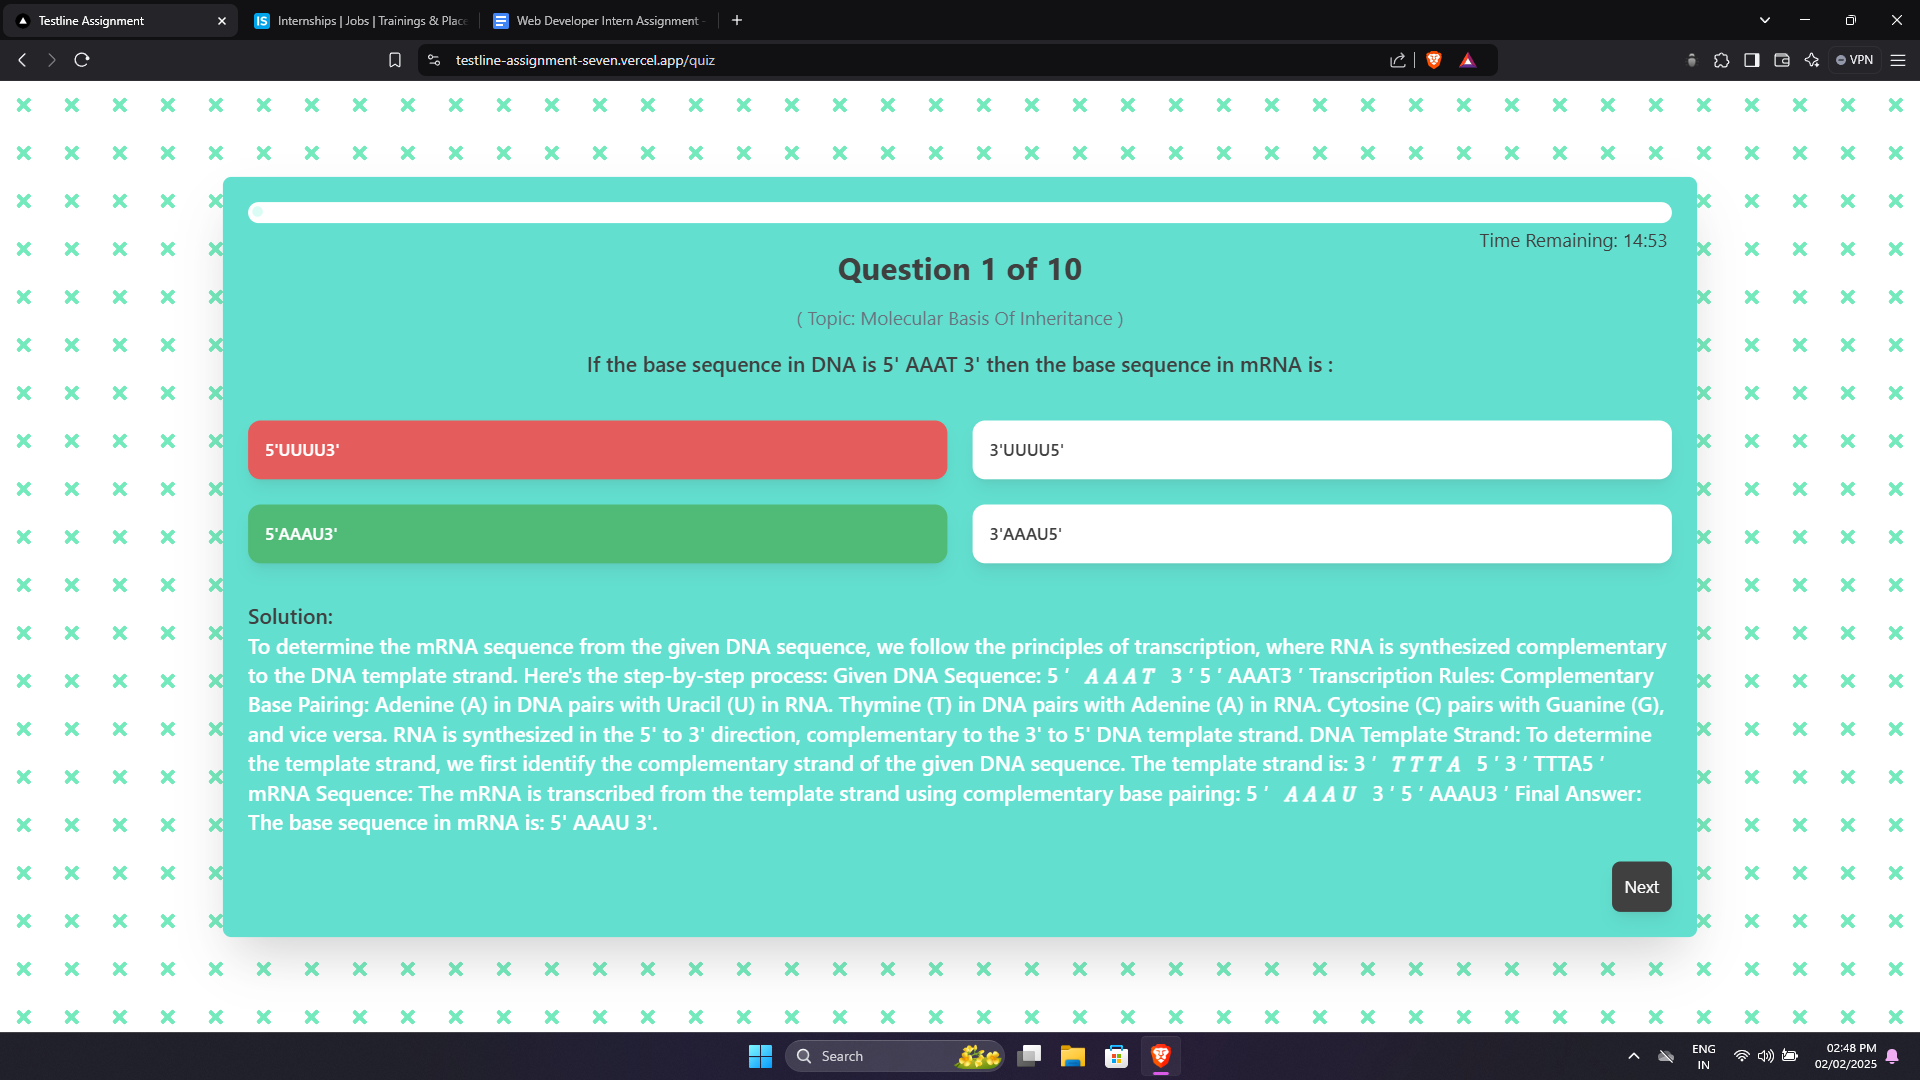 Testline Assignment
Internships | Jobs | Trainings & Place
Web Developer Intern Assignment -
testline-assignment-seven.vercel.app/quiz
VPN
Time Remaining: 14:53
Question 1 of 10
( Topic: Molecular Basis Of Inheritance )
If the base sequence in DNA is 5' AAAT 3' then the base sequence in mRNA is :
5'UUUU3'
3'UUUU5'
5'AAAU3'
3'AAAU5'
Solution:
To determine the mRNA sequence from the given DNA sequence, we follow the principles of transcription, where RNA is synthesized complementary
to the DNA template strand. Here's the step-by-step process: Given DNA Sequence: 5 ′ 𝑨 𝑨 𝑨 𝑻 3 ′ 5 ′ AAAT3 ′ Transcription Rules: Complementary
Base Pairing: Adenine (A) in DNA pairs with Uracil (U) in RNA. Thymine (T) in DNA pairs with Adenine (A) in RNA. Cytosine (C) pairs with Guanine (G),
and vice versa. RNA is synthesized in the 5' to 3' direction, complementary to the 3' to 5' DNA template strand. DNA Template Strand: To determine
the template strand, we first identify the complementary strand of the given DNA sequence. The template strand is: 3 ′ 𝑻 𝑻 𝑻 𝑨 5 ′ 3 ′ TTTA5 ′
mRNA Sequence: The mRNA is transcribed from the template strand using complementary base pairing: 5 ′ 𝑨 𝑨 𝑨 𝑼 3 ′ 5 ′ AAAU3 ′ Final Answer:
The base sequence in mRNA is: 5' AAAU 3'.
Next
Search
ENG
IN
02:48 PM
02/02/2025